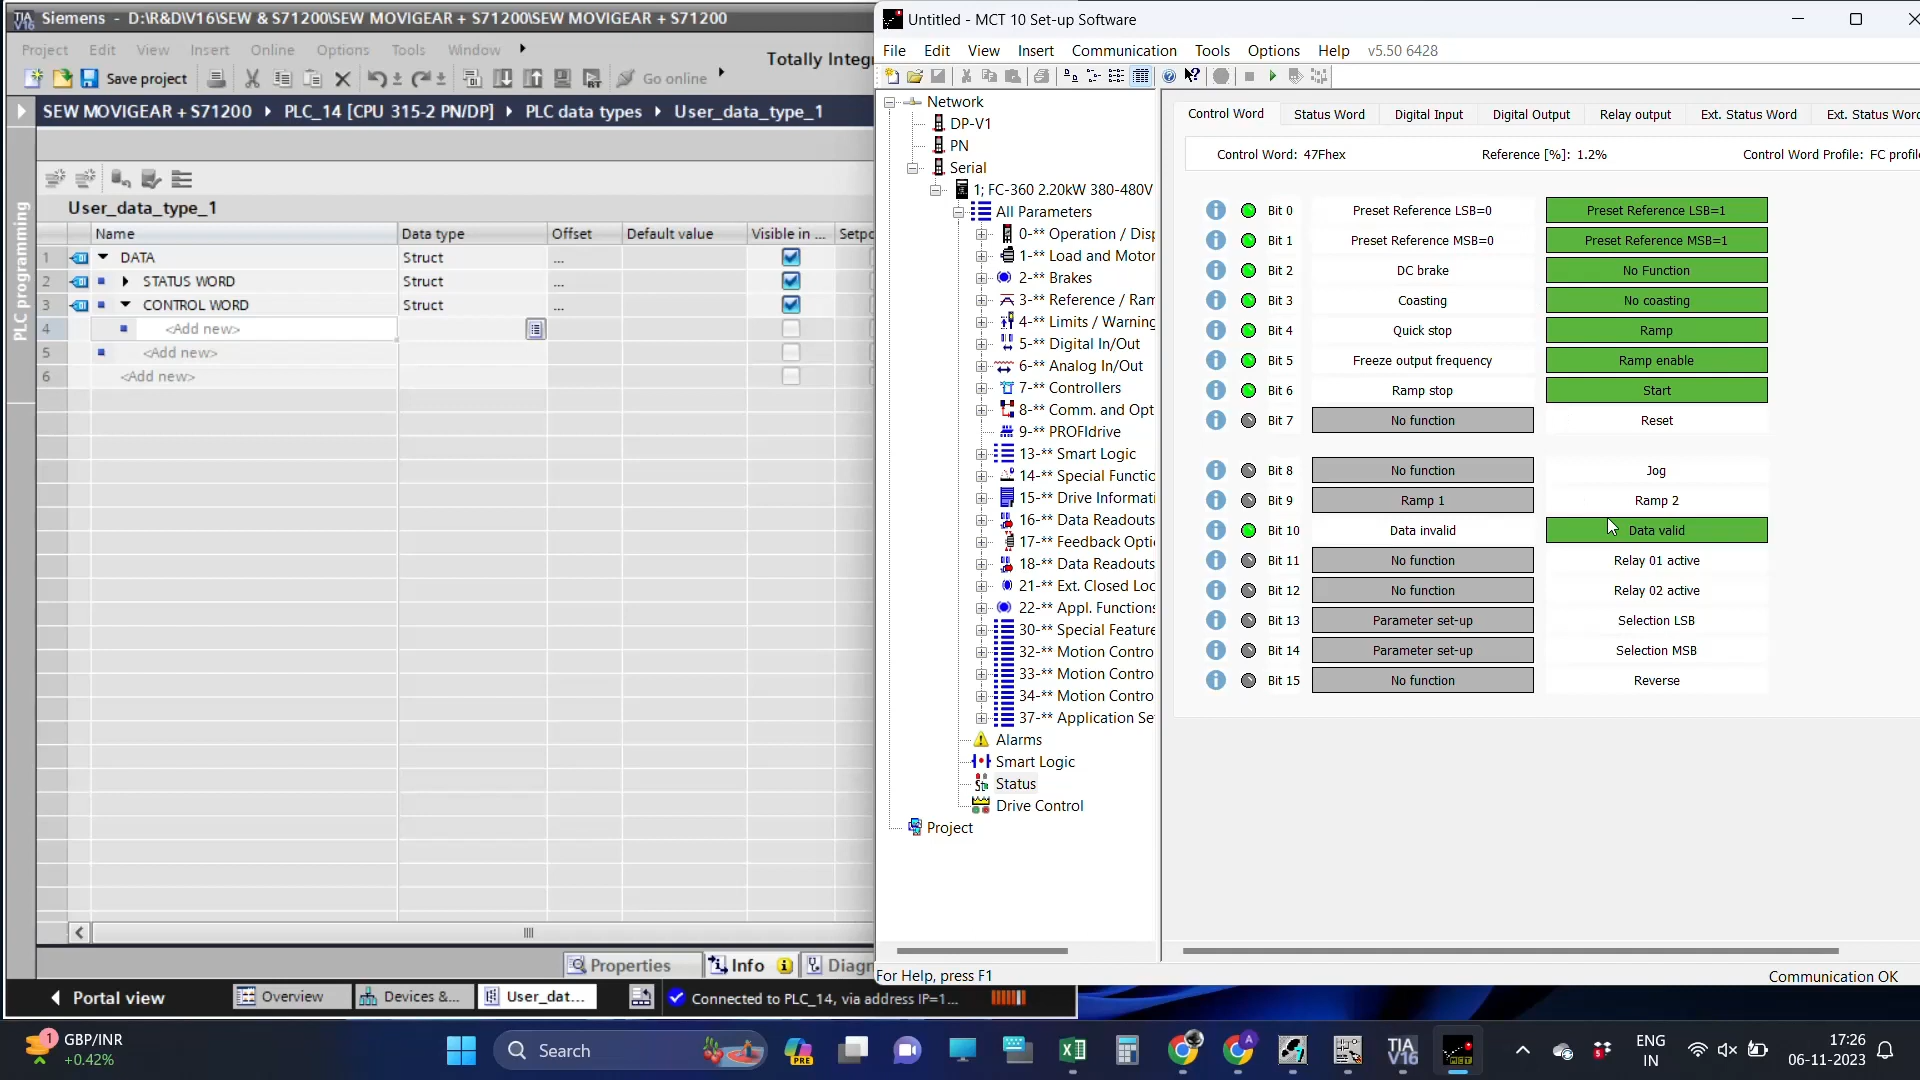 Siemens - D:\R&D\V16\SEW & S71200\SEW MOVIGEAR + S71200\SEW MOVIGEAR + S71200
Project Edit View Insert Online Options Tools Window
Totally Integ
Save project
Go online
SEW MOVIGEAR + S71200 PLC_14 [CPU 315-2 PN/DP] PLC data types User_data_type_1
PLC programming
User_data_type_1
Name Data type Offset Default value Visible in ... Setpo
1 DATA Struct ...
2 STATUS WORD Struct ...
3 CONTROL WORD Struct ...
4 <Add new>
5 <Add new>
6 <Add new>
Properties Info Diagn
Portal view Overview Devices &... User_dat... Connected to PLC_14, via address IP=1...
Untitled - MCT 10 Set-up Software
File Edit View Insert Communication Tools Options Help v5.50 6428
Network
DP-V1
PN
Serial
1; FC-360 2.20kW 380-480V
All Parameters
0-** Operation / Disp
1-** Load and Motor
2-** Brakes
3-** Reference / Ram
4-** Limits / Warning
5-** Digital In/Out
6-** Analog In/Out
7-** Controllers
8-** Comm. and Opt
9-** PROFIdrive
13-** Smart Logic
14-** Special Functio
15-** Drive Informati
16-** Data Readouts
17-** Feedback Optio
18-** Data Readouts
21-** Ext. Closed Loo
22-** Appl. Functions
30-** Special Feature
32-** Motion Contro
33-** Motion Contro
34-** Motion Contro
37-** Application Se
Alarms
Smart Logic
Status
Drive Control
Project
Control Word Status Word Digital Input Digital Output Relay output Ext. Status Word Ext. Status Word
Control Word: 47Fhex Reference [%]: 1.2% Control Word Profile: FC profile
Bit 0 Preset Reference LSB=0 Preset Reference LSB=1
Bit 1 Preset Reference MSB=0 Preset Reference MSB=1
Bit 2 DC brake No Function
Bit 3 Coasting No coasting
Bit 4 Quick stop Ramp
Bit 5 Freeze output frequency Ramp enable
Bit 6 Ramp stop Start
Bit 7 No function Reset
Bit 8 No function Jog
Bit 9 Ramp 1 Ramp 2
Bit 10 Data invalid Data valid
Bit 11 No function Relay 01 active
Bit 12 No function Relay 02 active
Bit 13 Parameter set-up Selection LSB
Bit 14 Parameter set-up Selection MSB
Bit 15 No function Reverse
For Help, press F1
Communication OK
1
GBP/INR
+0.42%
Search
PRE
TIA
V16
ENG
IN
17:26
06-11-2023